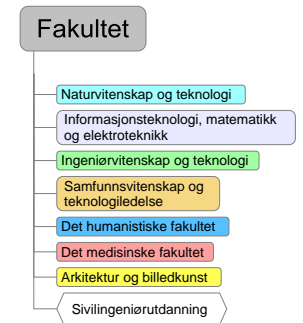 Fakultet
Naturvitenskap og teknologi
Informasjonsteknologi, matematikk
og elektroteknikk
Ingeniørvitenskap og teknologi
Samfunnsvitenskap og
teknologiledelse
Det humanistiske fakultet
Det medisinske fakultet
Arkitektur og billedkunst
Sivilingeniørutdanning